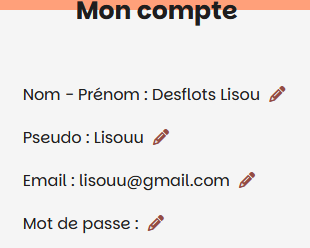 Mon compte
Nom - Prénom : Desflots Lisou
Pseudo : Lisouu
Email : lisouu@gmail.com
Mot de passe :